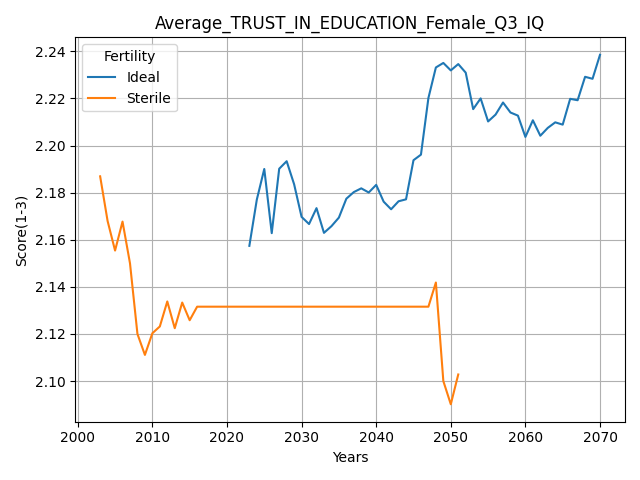 Average_TRUST_IN_EDUCATION_Female_Q3_IQ
Fertility
Ideal
Sterile
Score(1-3)
2.24
2.22
2.20
2.18
2.16
2.14
2.12
2.10
2000 2010 2020 2030 2040 2050 2060 2070
Years